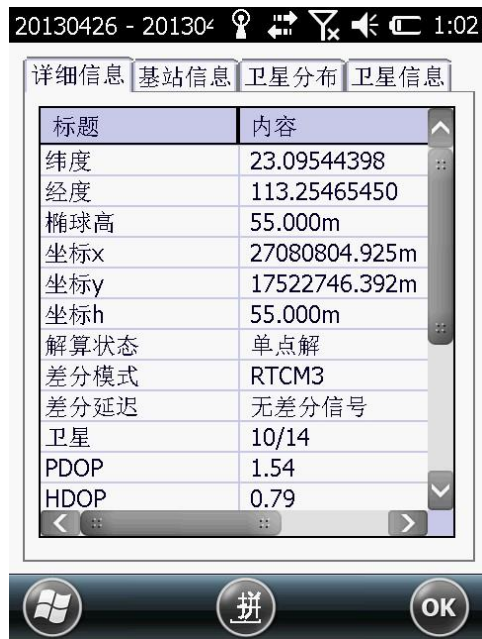 20130426 - 201304 1:02
详细信息 基站信息 卫星分布 卫星信息
标题 内容
纬度 23.09544398
经度 113.25465450
椭球高 55.000m
坐标x 27080804.925m
坐标y 17522746.392m
坐标h 55.000m
解算状态 单点解
差分模式 RTCM3
差分延迟 无差分信号
卫星 10/14
PDOP 1.54
HDOP 0.79
拼 OK